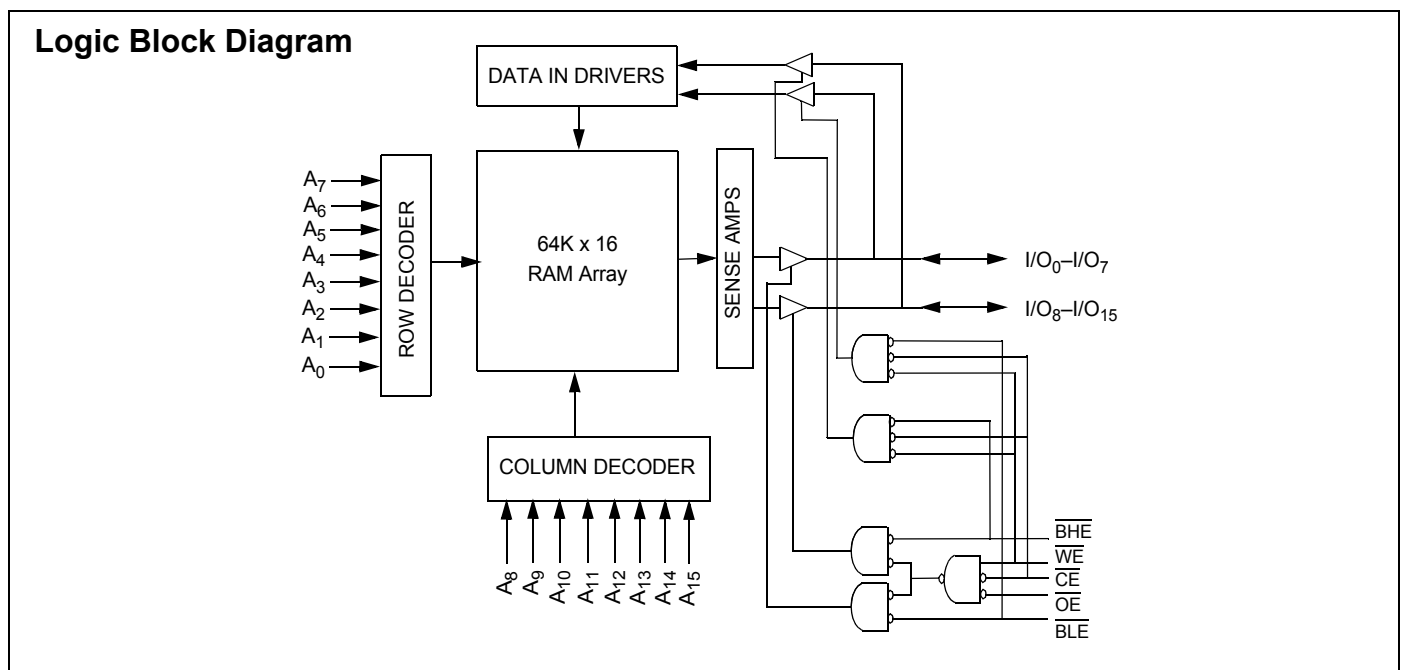 Logic Block Diagram
DATA IN DRIVERS
A7
A6
A5
A4
A3
A2
A1
A0
ROW DECODER
64K x 16
RAM Array
SENSE AMPS
I/O0–I/O7
I/O8–I/O15
COLUMN DECODER
A8
A9
A10
A11
A12
A13
A14
A15
BHE
WE
CE
OE
BLE